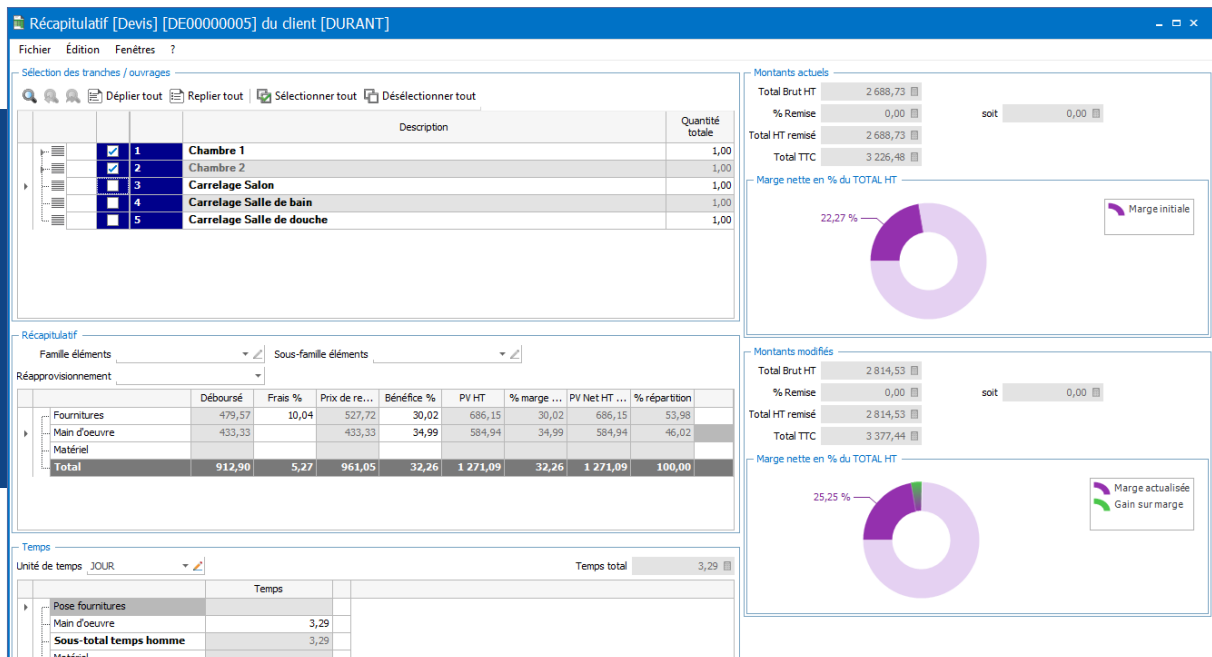 Récapitulatif [Devis] [DE00000005] du client [DURANT]
Fichier Édition Fenêtres ?
Sélection des tranches / ouvrages
Déplier tout Replier tout Sélectionner tout Désélectionner tout
Description Quantité totale
1 Chambre 1 1,00
2 Chambre 2 1,00
3 Carrelage Salon 1,00
4 Carrelage Salle de bain 1,00
5 Carrelage Salle de douche 1,00
Récapitulatif
Famille éléments Sous-famille éléments
Réapprovisionnement
Déboursé Frais % Prix de re... Bénéfice % PV HT % marge ... PV Net HT ... % répartition
Fournitures 479,57 10,04 527,72 30,02 686,15 30,02 686,15 53,98
Main d'oeuvre 433,33 433,33 34,99 584,94 34,99 584,94 46,02
Matériel
Total 912,90 5,27 961,05 32,26 1 271,09 32,26 1 271,09 100,00
Temps
Unité de temps JOUR Temps total 3,29
Temps
Pose fournitures
Main d'oeuvre 3,29
Sous-total temps homme 3,29
Matériel
Montants actuels
Total Brut HT 2 688,73
% Remise 0,00 soit 0,00
Total HT remisé 2 688,73
Total TTC 3 226,48
Marge nette en % du TOTAL HT
22,27 %
Marge initiale
Montants modifiés
Total Brut HT 2 814,53
% Remise 0,00 soit 0,00
Total HT remisé 2 814,53
Total TTC 3 377,44
Marge nette en % du TOTAL HT
25,25 %
Marge actualisée
Gain sur marge